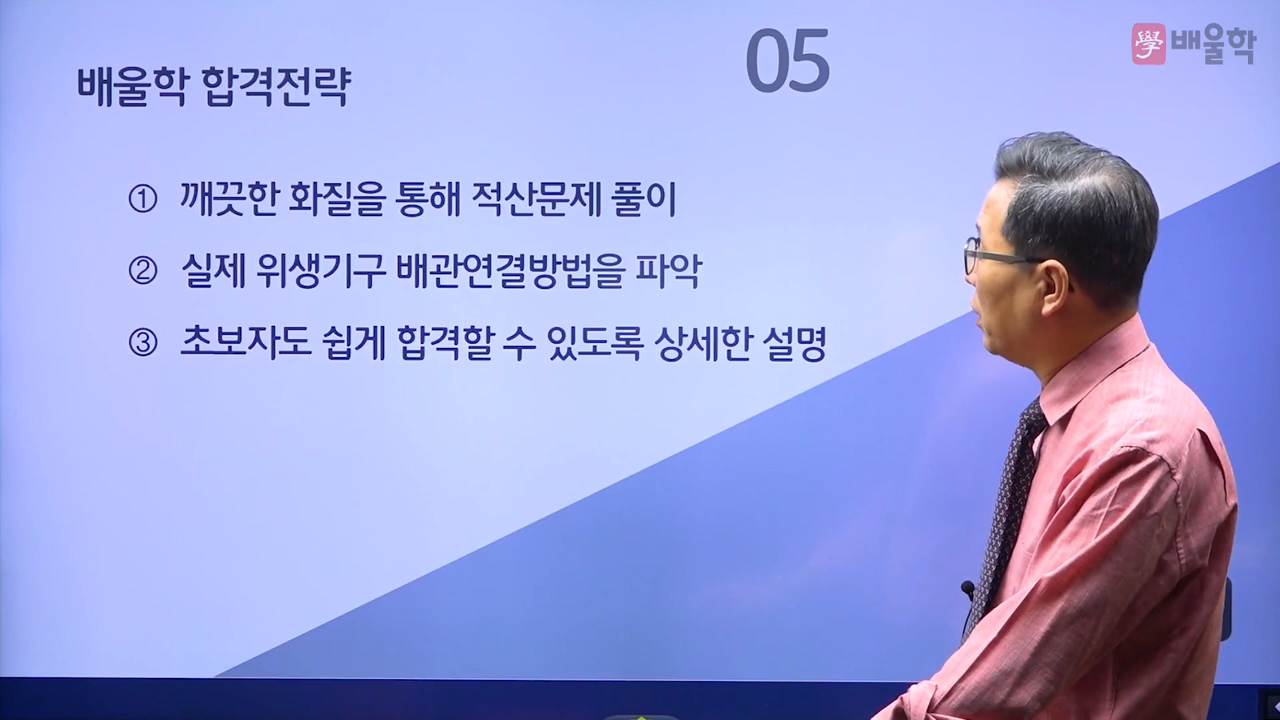 배울학 합격전략
05
學 배울학
① 깨끗한 화질을 통해 적산문제 풀이
② 실제 위생기구 배관연결방법을 파악
③ 초보자도 쉽게 합격할 수 있도록 상세한 설명